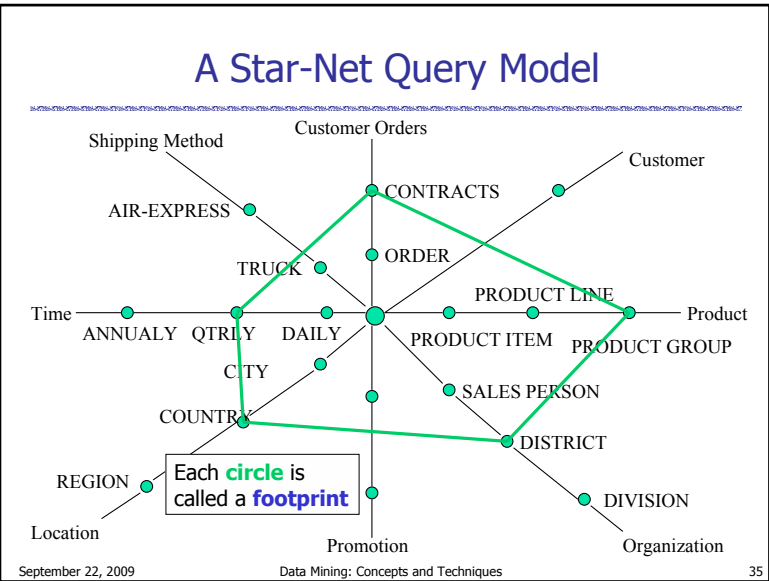 A Star-Net Query Model
Customer Orders
Shipping Method
Customer
CONTRACTS
AIR-EXPRESS
ORDER
TRUCK
PRODUCT LINE
Time
Product
ANNUALY QTRLY DAILY
PRODUCT ITEM
PRODUCT GROUP
CITY
SALES PERSON
COUNTRY
DISTRICT
REGION
Each circle is
called a footprint
DIVISION
Location
Promotion
Organization
September 22, 2009 Data Mining: Concepts and Techniques 35